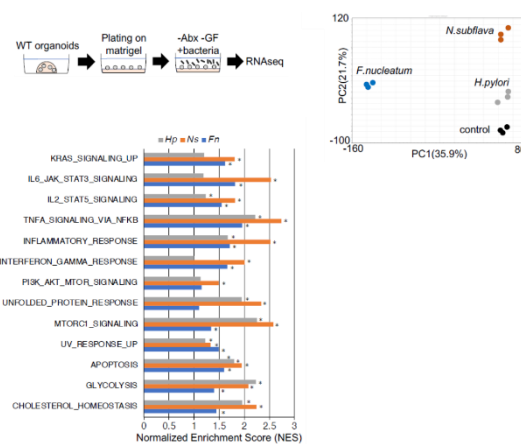 WT organoids
Plating on
matrigel
-Abx -GF
+bacteria
RNAseq
120
PC2(21.7%)
-100
-160
PC1(35.9%)
80
N.subflava
F.nucleatum
H.pylori
control
Hp Ns Fn
KRAS_SIGNALING_UP
IL6_JAK_STAT3_SIGNALING
IL2_STAT5_SIGNALING
TNFA_SIGNALING_VIA_NFKB
INFLAMMATORY_RESPONSE
INTERFERON_GAMMA_RESPONSE
PI3K_AKT_MTOR_SIGNALING
UNFOLDED_PROTEIN_RESPONSE
MTORC1_SIGNALING
UV_RESPONSE_UP
APOPTOSIS
GLYCOLYSIS
CHOLESTEROL_HOMEOSTASIS
0 0.5 1 1.5 2 2.5 3
Normalized Enrichment Score (NES)